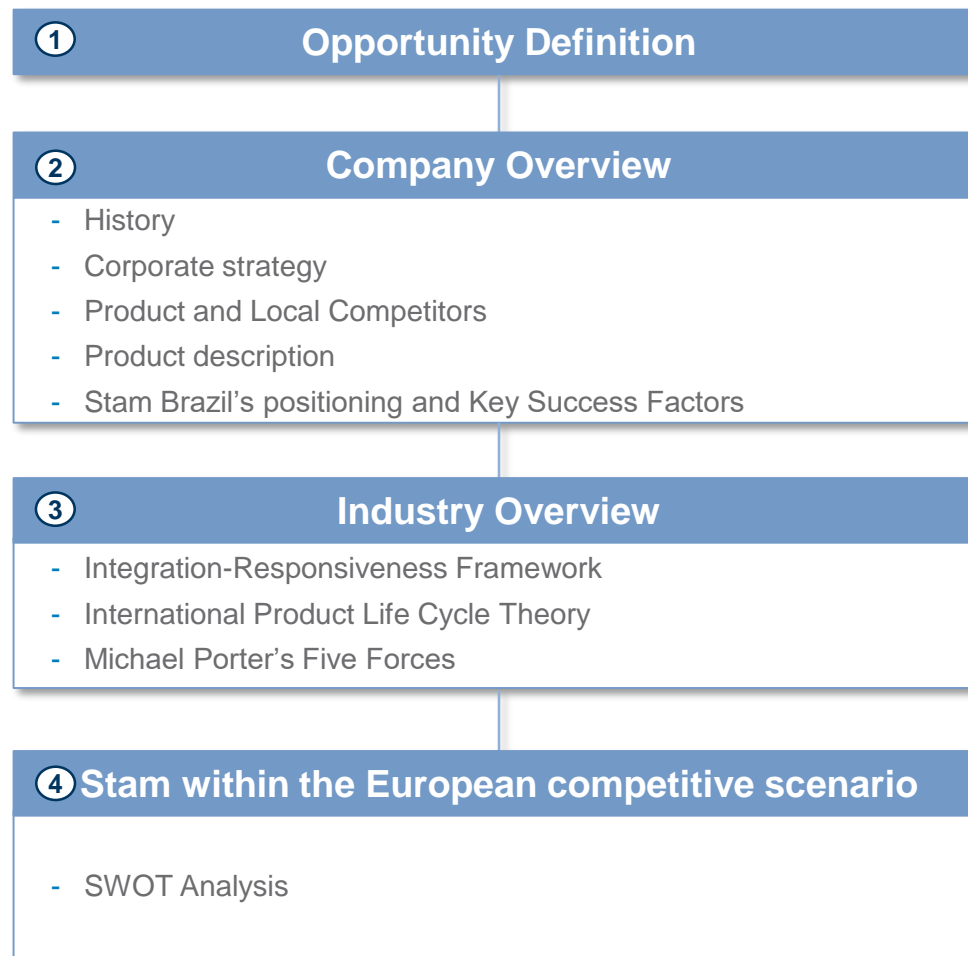 1 Opportunity Definition
2 Company Overview
- History
- Corporate strategy
- Product and Local Competitors
- Product description
- Stam Brazil’s positioning and Key Success Factors
3 Industry Overview
- Integration-Responsiveness Framework
- International Product Life Cycle Theory
- Michael Porter’s Five Forces
4 Stam within the European competitive scenario
- SWOT Analysis